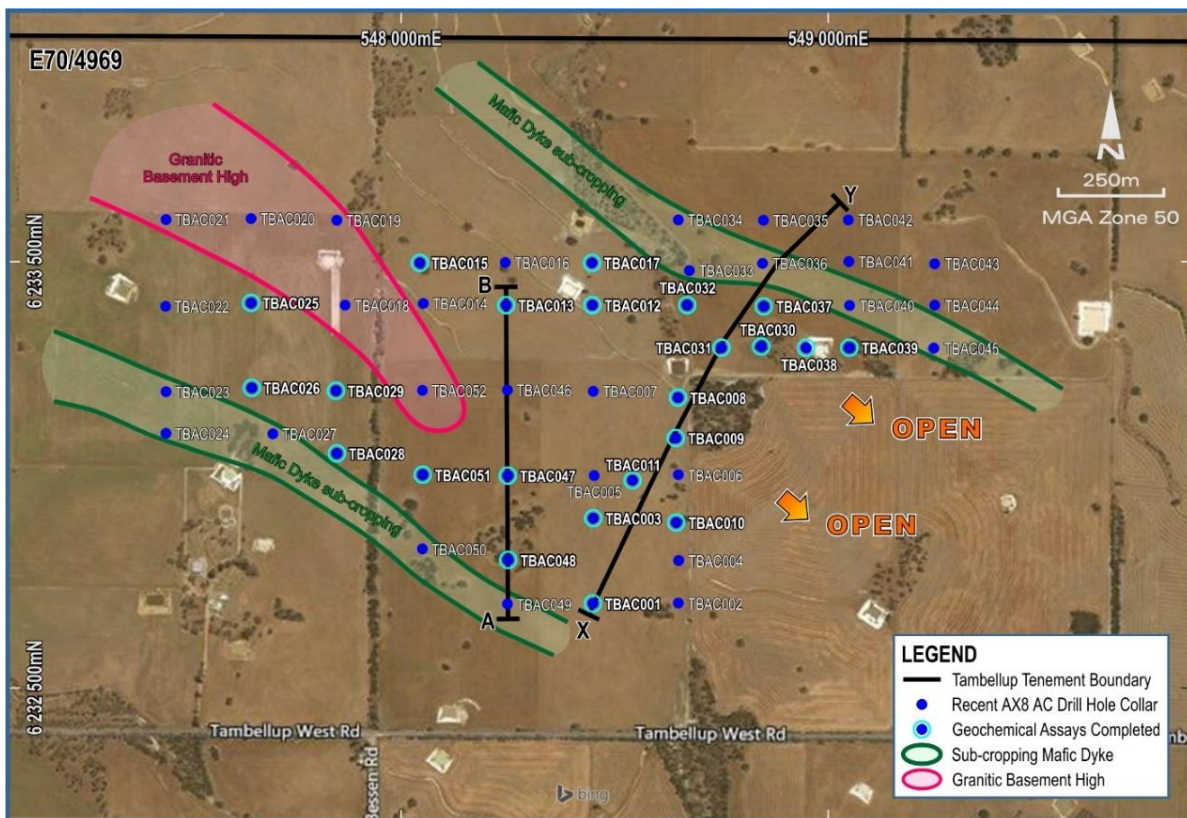 548 000mE
549 000mE
E70/4969
N
250m
MGA Zone 50
Mafic Dyke sub-cropping
Granitic
Basement High
Y
TBAC021
TBAC020
TBAC019
TBAC034
TBAC035
TBAC042
6 233 500mN
TBAC015
TBAC016
TBAC017
TBAC033
TBAC036
TBAC041
TBAC043
B
TBAC032
TBAC022
TBAC025
TBAC018
TBAC014
TBAC013
TBAC012
TBAC037
TBAC040
TBAC044
TBAC030
TBAC031
TBAC038
TBAC039
TBAC045
TBAC023
TBAC026
TBAC029
TBAC052
TBAC046
TBAC007
TBAC008
OPEN
TBAC024
TBAC027
TBAC028
TBAC009
Mafic Dyke sub-cropping
TBAC051
TBAC047
TBAC005
TBAC011
TBAC006
TBAC003
TBAC010
OPEN
TBAC050
TBAC048
TBAC004
TBAC049
TBAC001
TBAC002
A
X
6 232 500mN
Tambellup West Rd
Tambellup West Rd
Tamb
Bessen Rd
bing
LEGEND
Tambellup Tenement Boundary
Recent AX8 AC Drill Hole Collar
Geochemical Assays Completed
Sub-cropping Mafic Dyke
Granitic Basement High